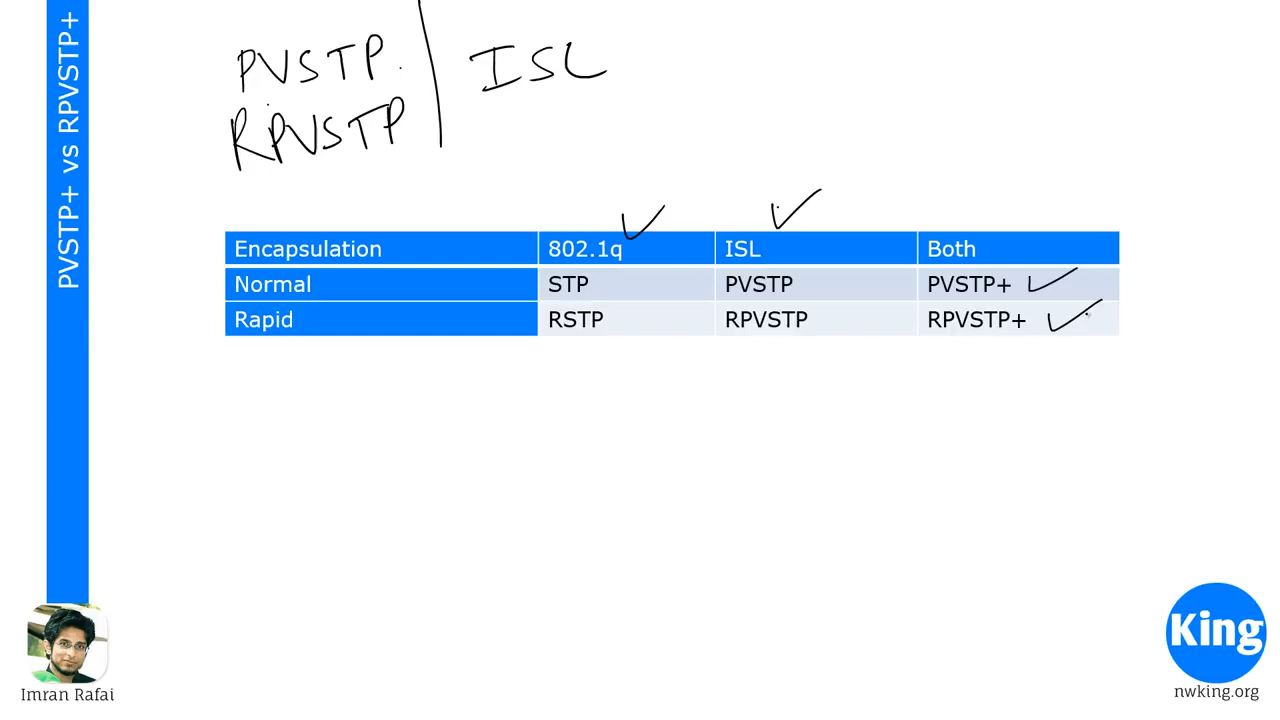 PVSTP+ vs RPVSTP+
PVSTP. ISL
RPVSTP
Encapsulation 802.1q ISL Both
Normal STP PVSTP PVSTP+
Rapid RSTP RPVSTP RPVSTP+
King
Imran Rafai
nwking.org